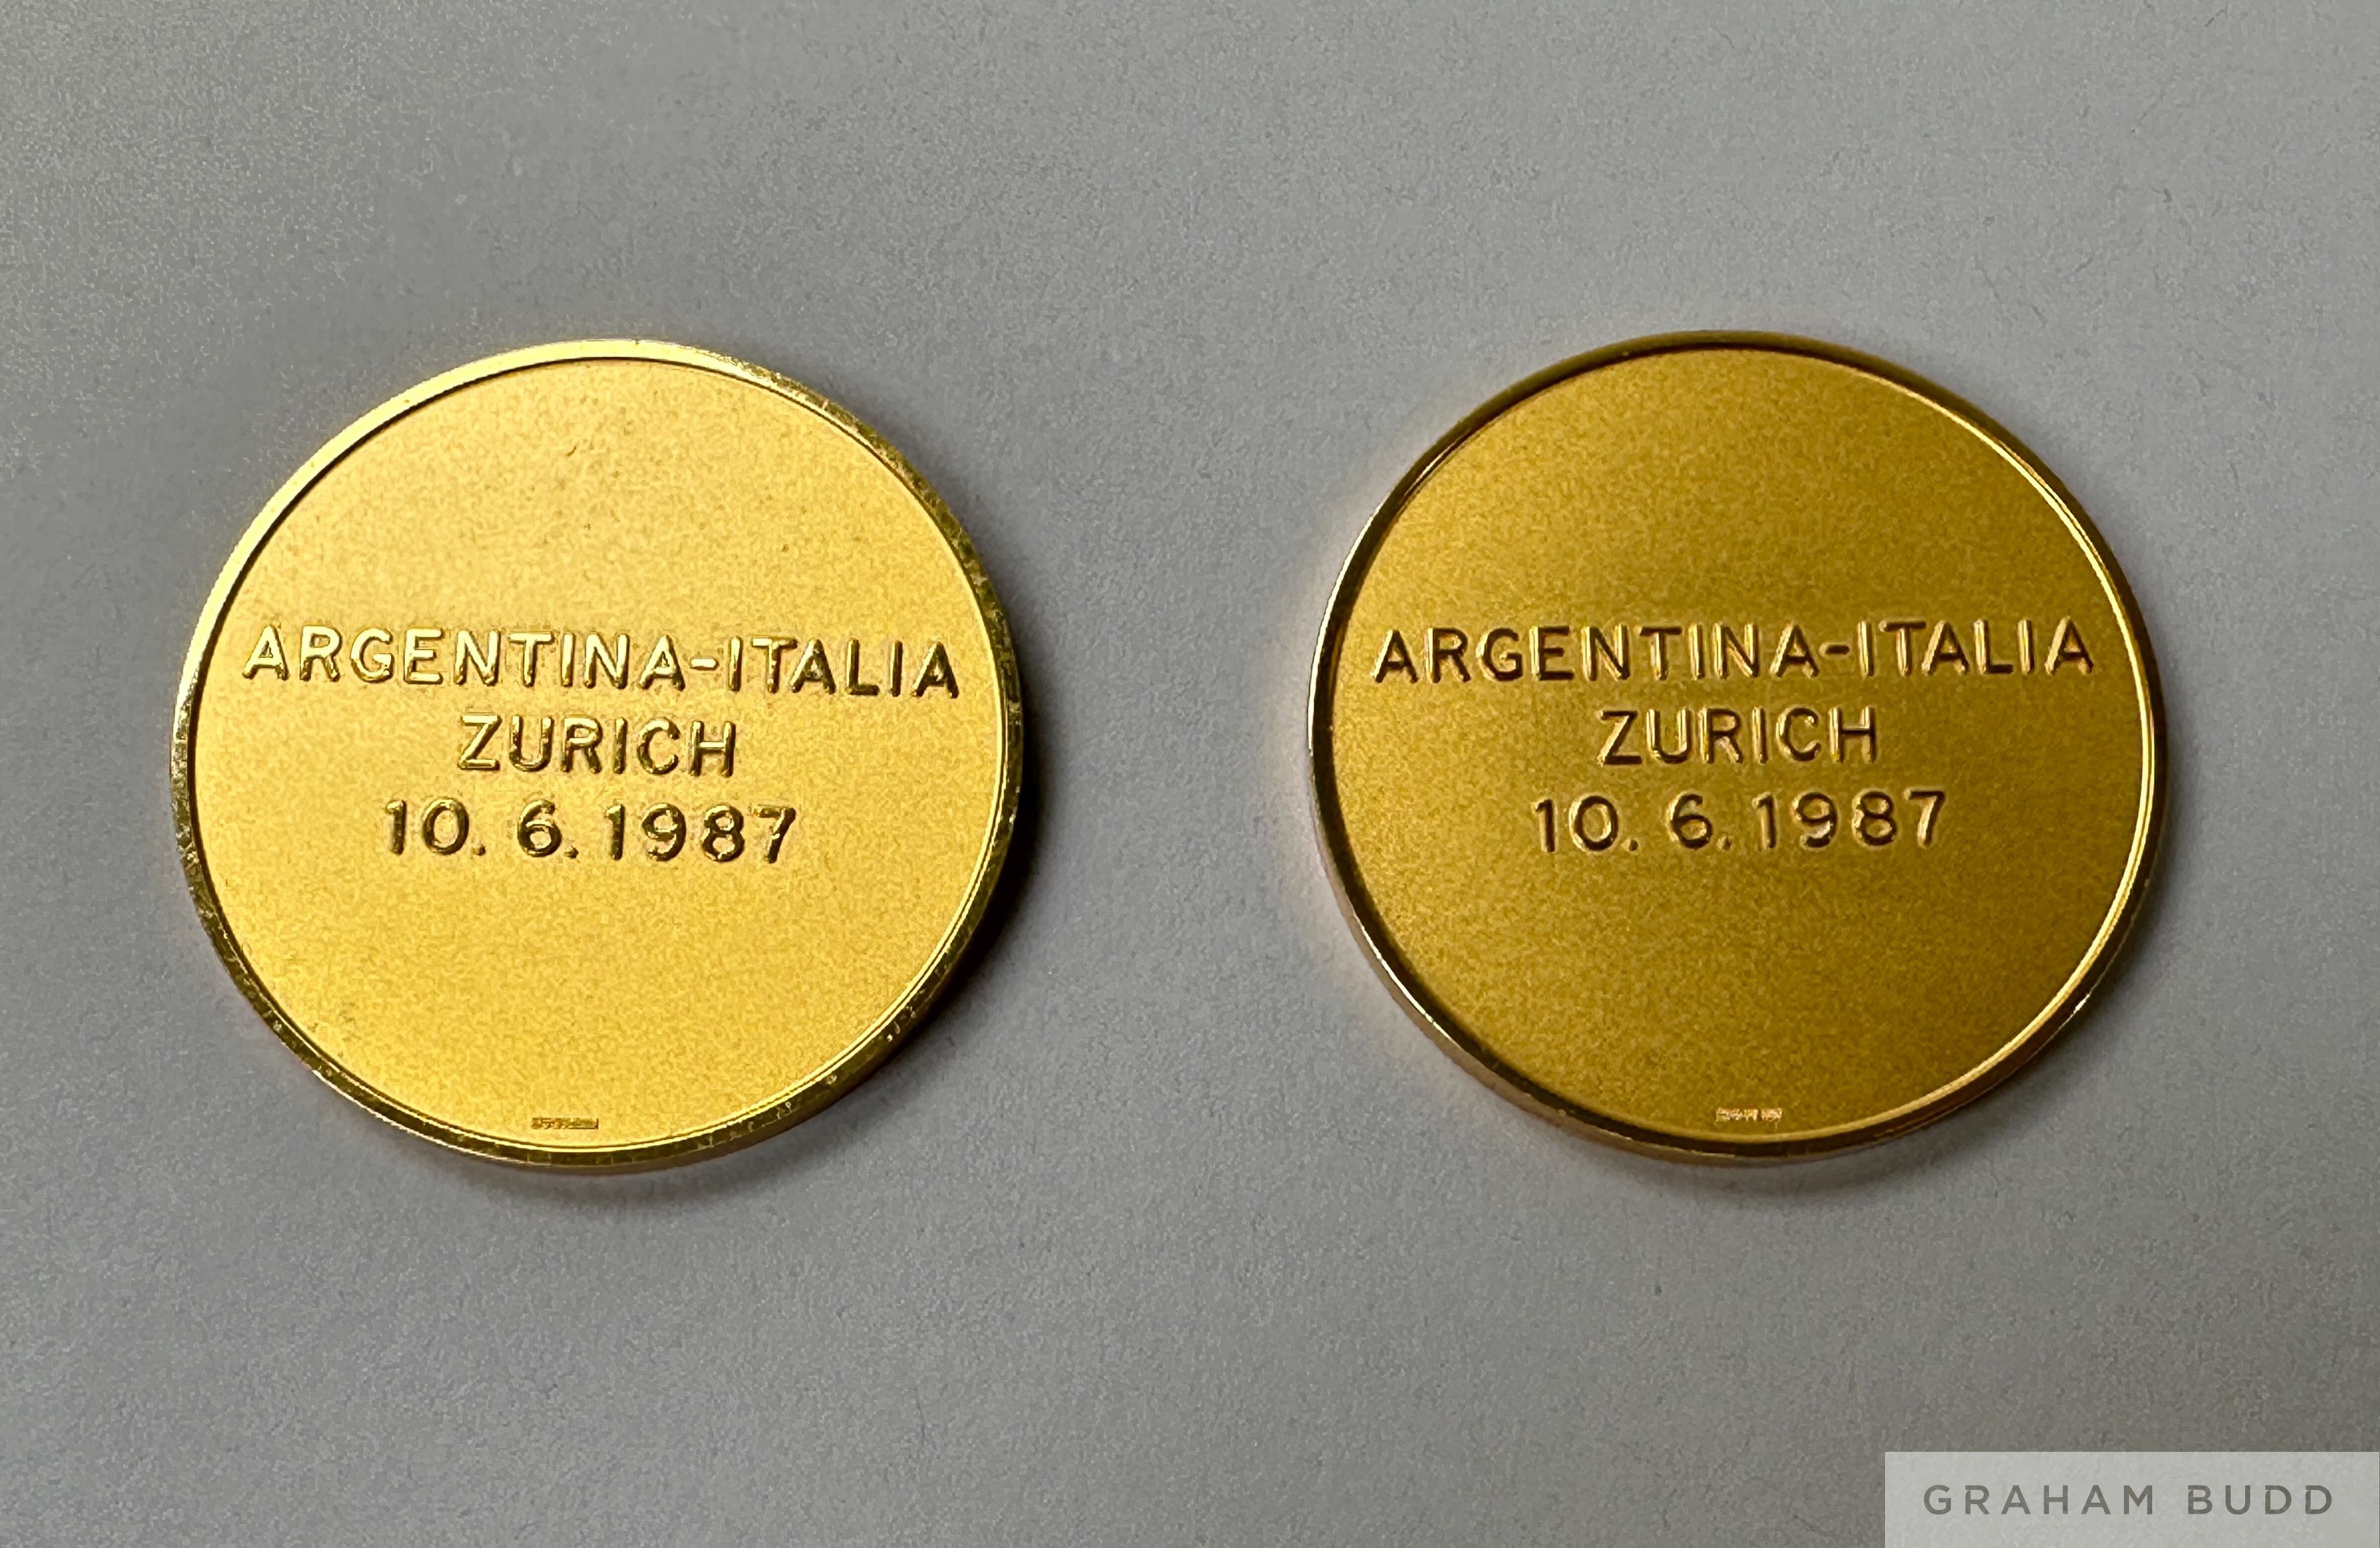 ARGENTINA-ITALIA
ZURICH
10. 6. 1987
ARGENTINA-ITALIA
ZURICH
10. 6. 1987
GRAHAM BUDD